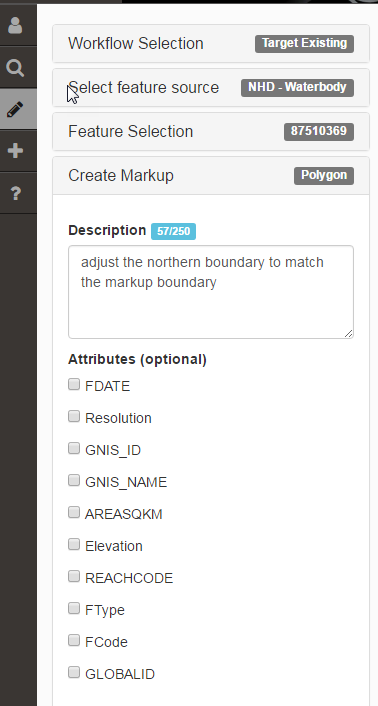 Workflow Selection Target Existing
Select feature source NHD - Waterbody
Feature Selection 87510369
Create Markup Polygon
Description 57/250
adjust the northern boundary to match
the markup boundary
Attributes (optional)
FDATE
Resolution
GNIS_ID
GNIS_NAME
AREASQKM
Elevation
REACHCODE
FType
FCode
GLOBALID
?